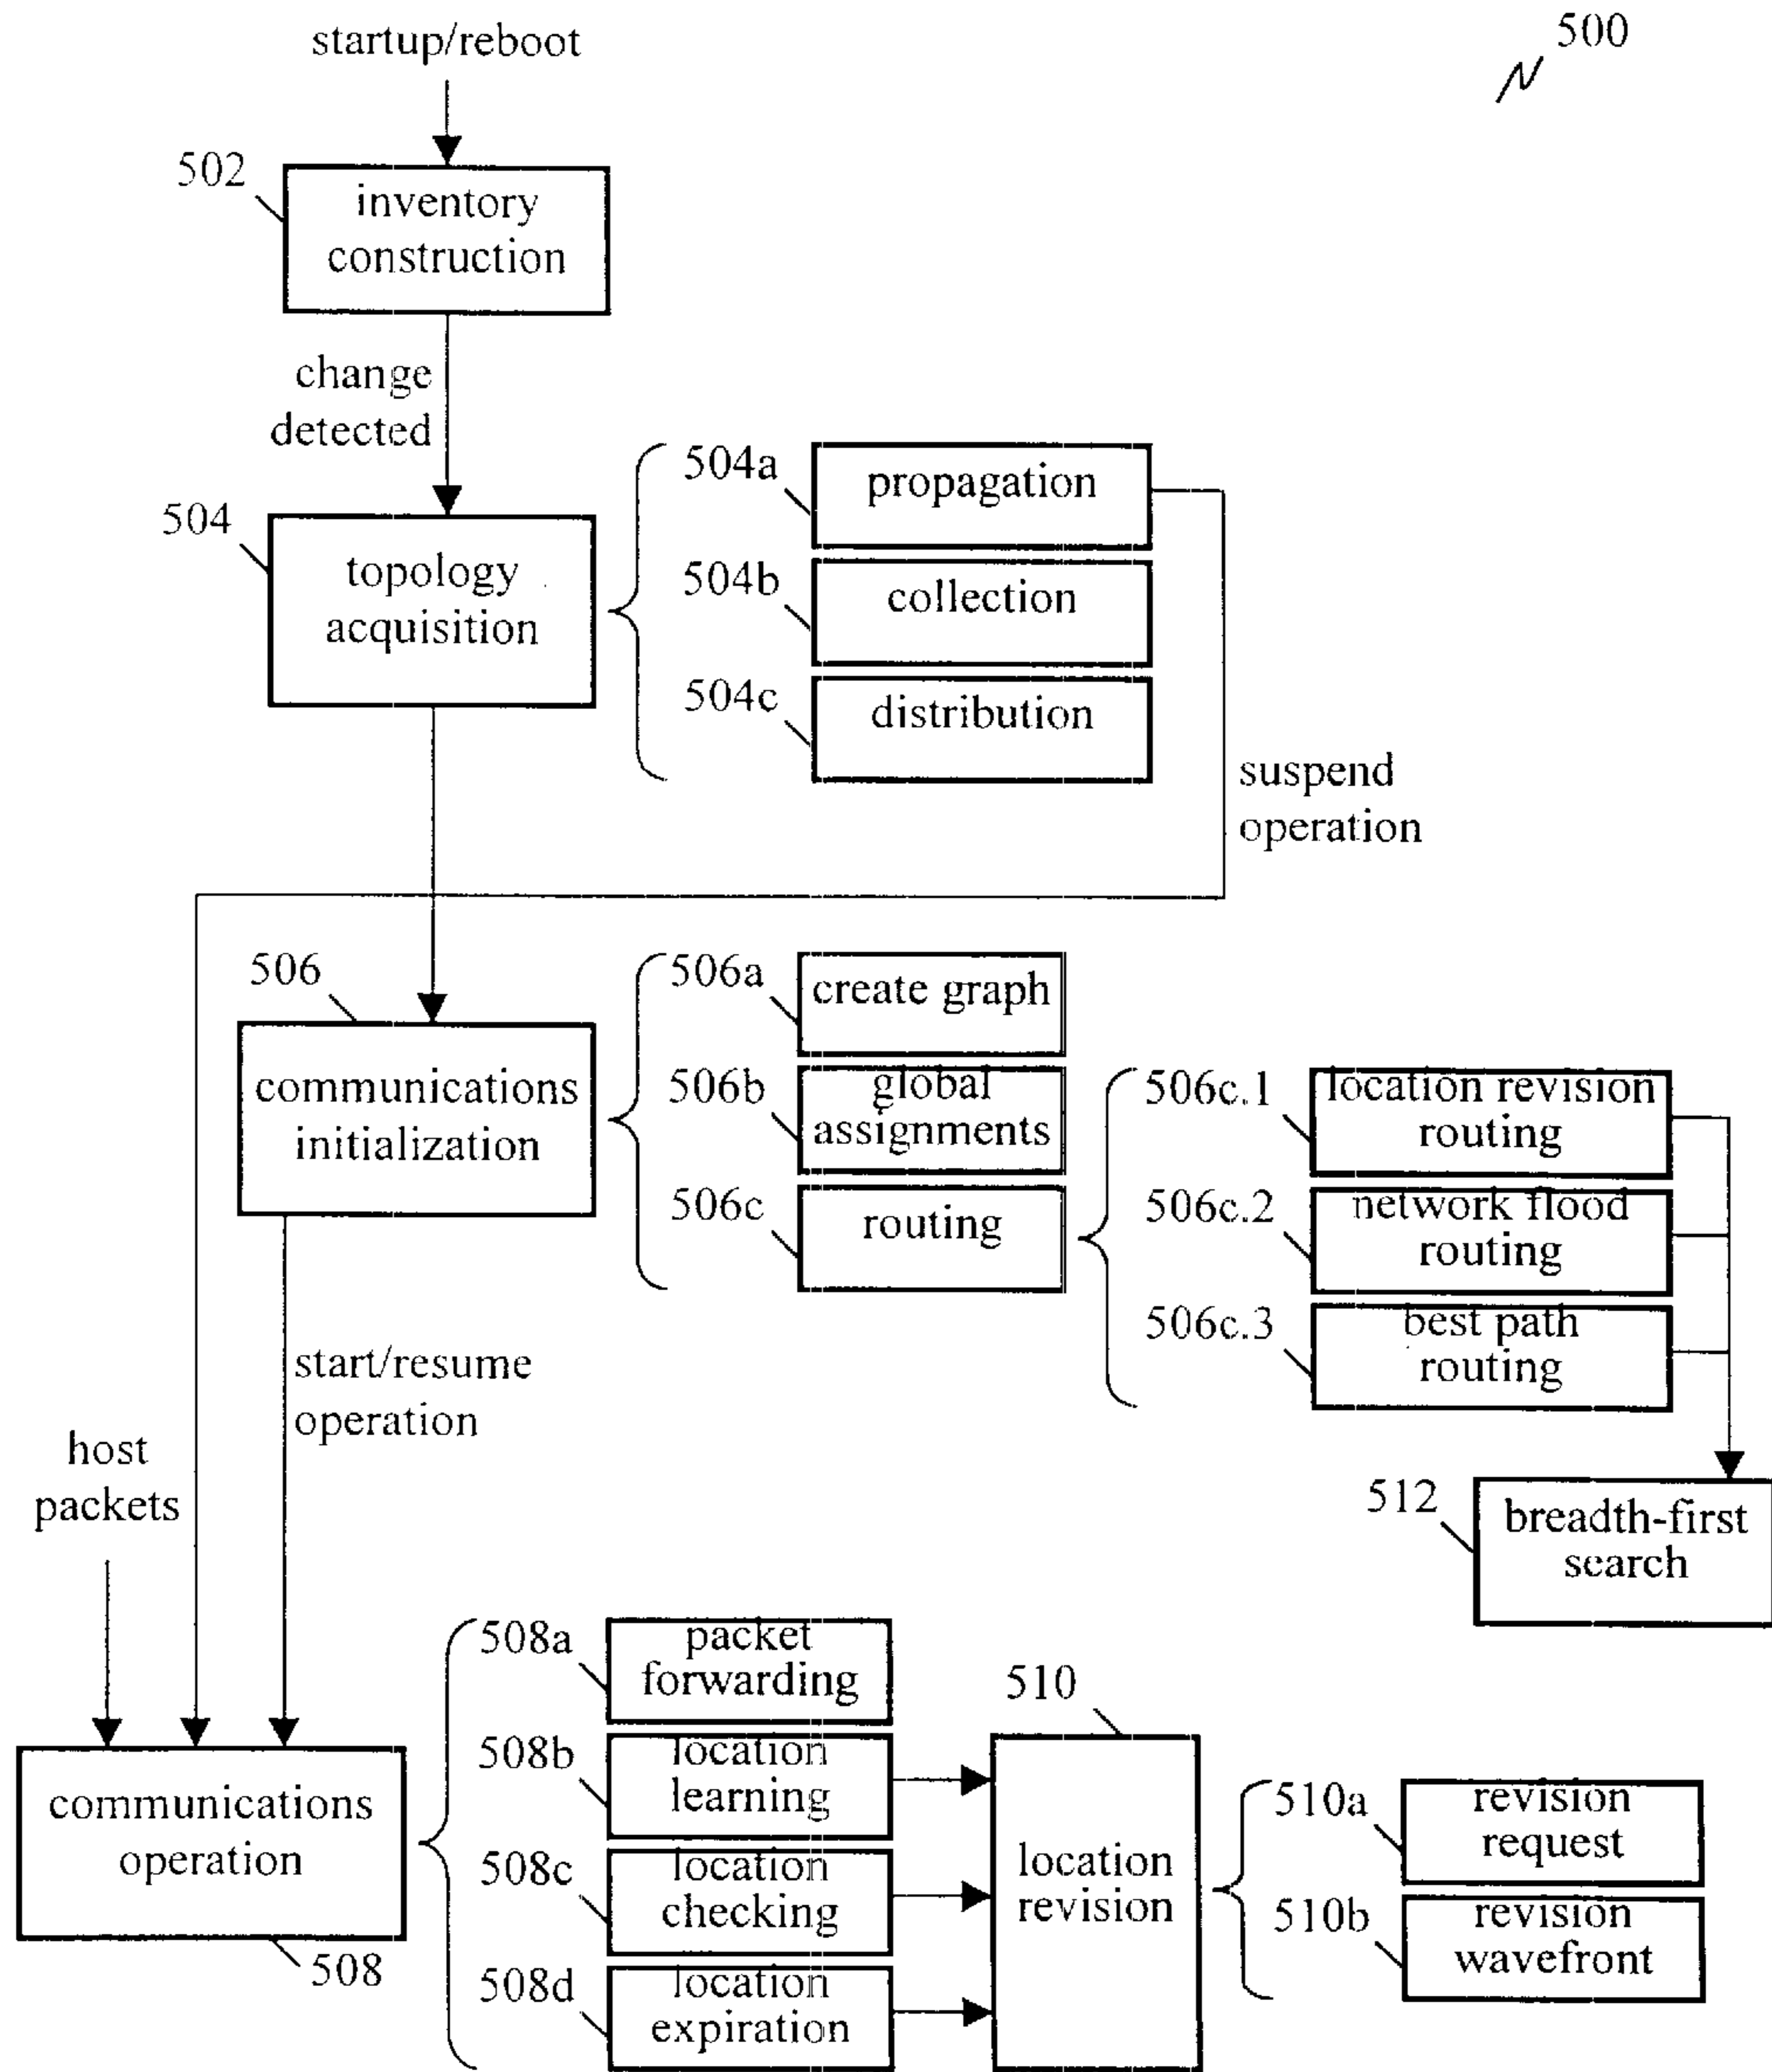 startup/reboot
500
502
inventory
construction
change
detected
504
topology
acquisition
504a
propagation
504b
collection
504c
distribution
suspend
operation
506
communications
initialization
506a
create graph
506b
global
assignments
506c
routing
506c.1
location revision
routing
506c.2
network flood
routing
506c.3
best path
routing
start/resume
operation
host
packets
512
breadth-first
search
508a
packet
forwarding
508b
location
learning
508c
location
checking
508d
location
expiration
communications
operation
508
510
location
revision
510a
revision
request
510b
revision
wavefront